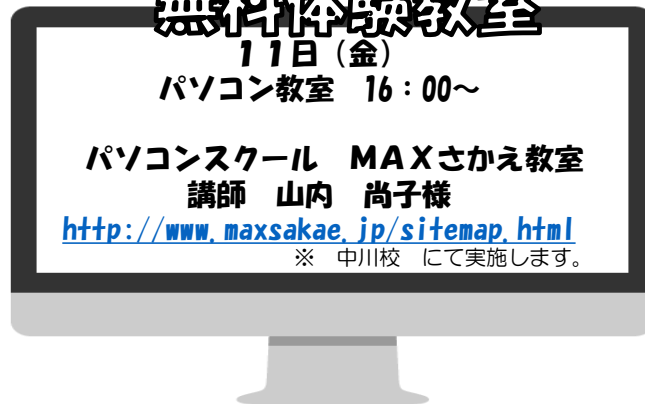 無料体験教室
11日（金）
パソコン教室　16：00～
パソコンスクール　MAXさかえ教室
講師　山内　尚子様
http://www.maxsakae.jp/sitemap.html
※　中川校　にて実施します。